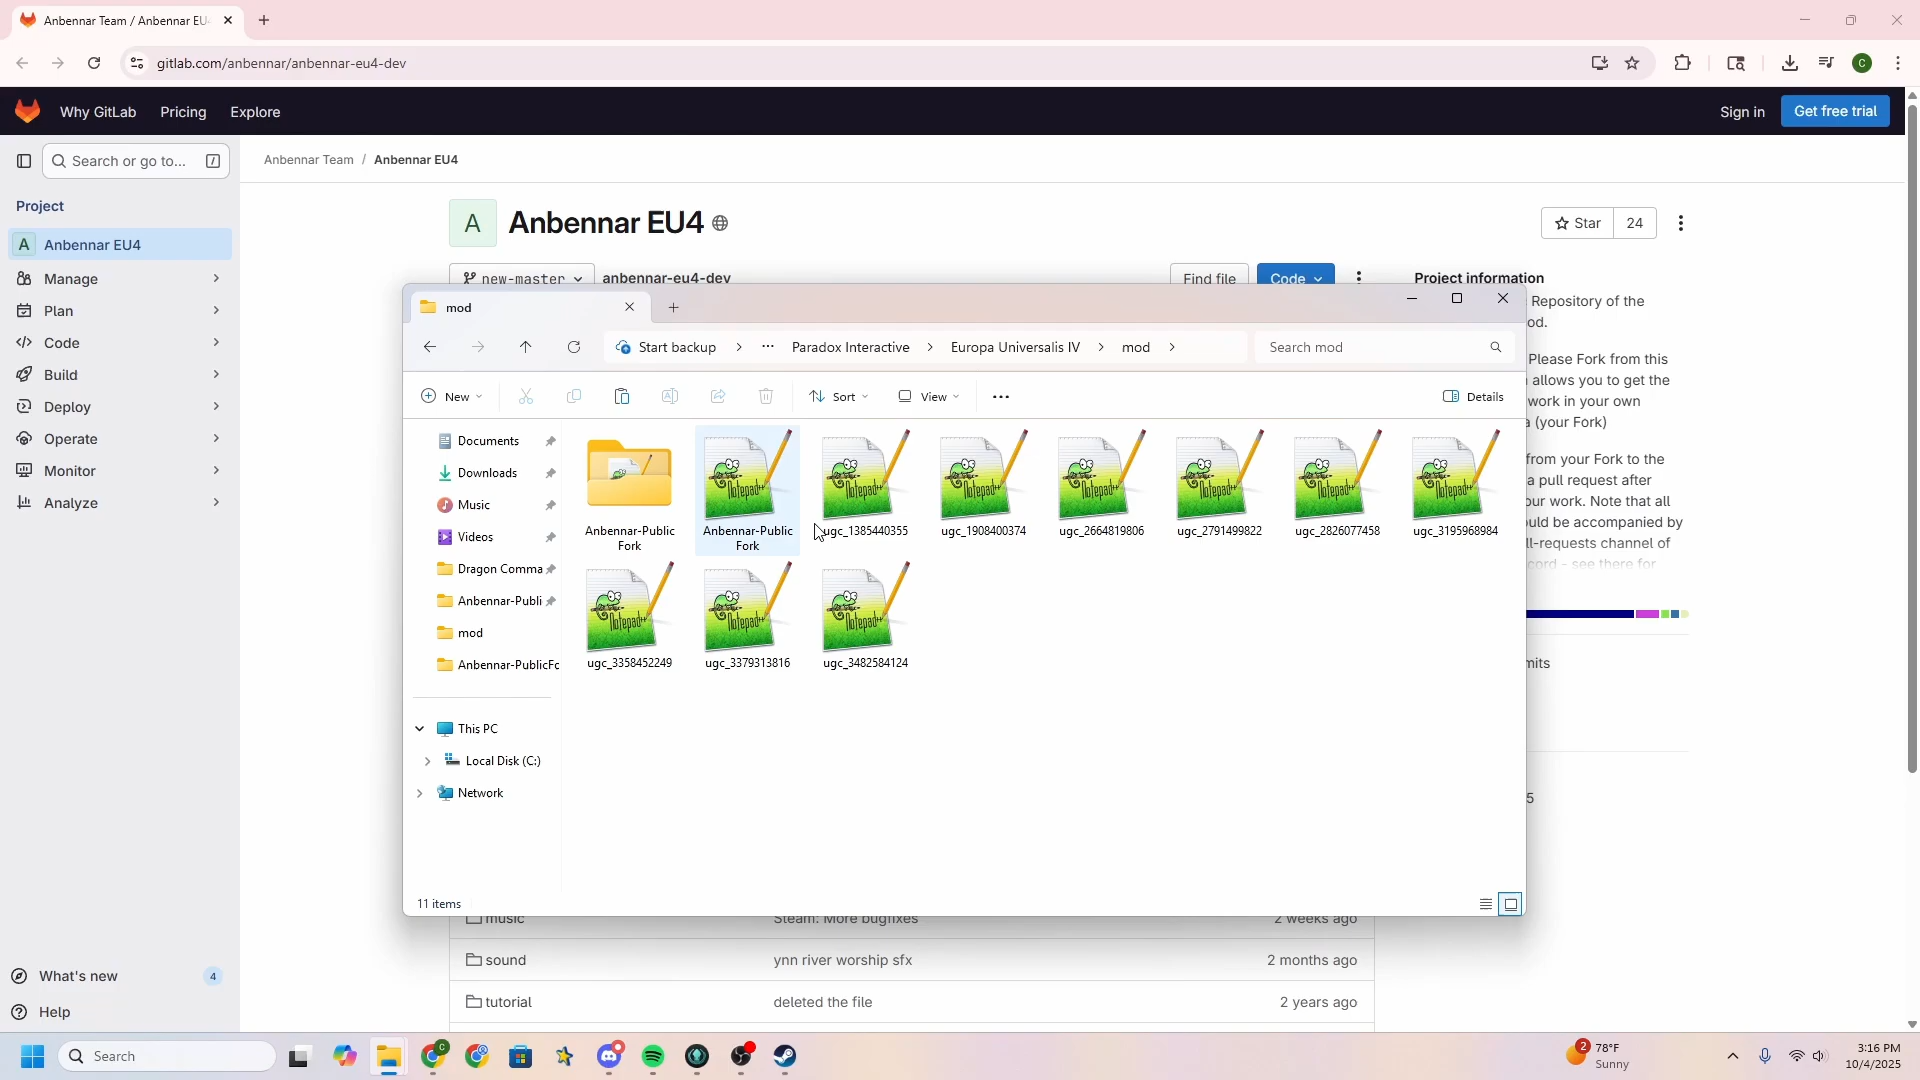 Anbennar Team / Anbennar EU
gitlab.com/anbennar/anbennar-eu4-dev
C
Why GitLab
Pricing
Explore
Sign in
Get free trial
Search or go to...
/
Anbennar Team / Anbennar EU4
Project
A
Anbennar EU4
Manage
Plan
Code
Build
Deploy
Operate
Monitor
Analyze
What's new
4
Help
A
Anbennar EU4
Star
24
new-master
anbennar-eu4-dev
Find file
Code
Project information
Repository of the
od.
Please Fork from this
allows you to get the
work in your own
(your Fork)
from your Fork to the
a pull request after
our work. Note that all
uld be accompanied by
ll-requests channel of
cord - see there for
mits
5
mod
Start backup
Paradox Interactive
Europa Universalis IV
mod
Search mod
New
Sort
View
Details
Documents
Downloads
Music
Videos
Dragon Comma
Anbennar-Publi
mod
Anbennar-PublicFo
This PC
Local Disk (C:)
Network
Anbennar-Public
Fork
Anbennar-Public
Fork
ugc_1385440355
ugc_1908400374
ugc_2664819806
ugc_2791499822
ugc_2826077458
ugc_3195968984
ugc_3358452249
ugc_3379313816
ugc_3482584124
11 items
music
Steam: More bugfixes
2 weeks ago
sound
ynn river worship sfx
2 months ago
tutorial
deleted the file
2 years ago
Search
2
78°F
Sunny
3:16 PM
10/4/2025